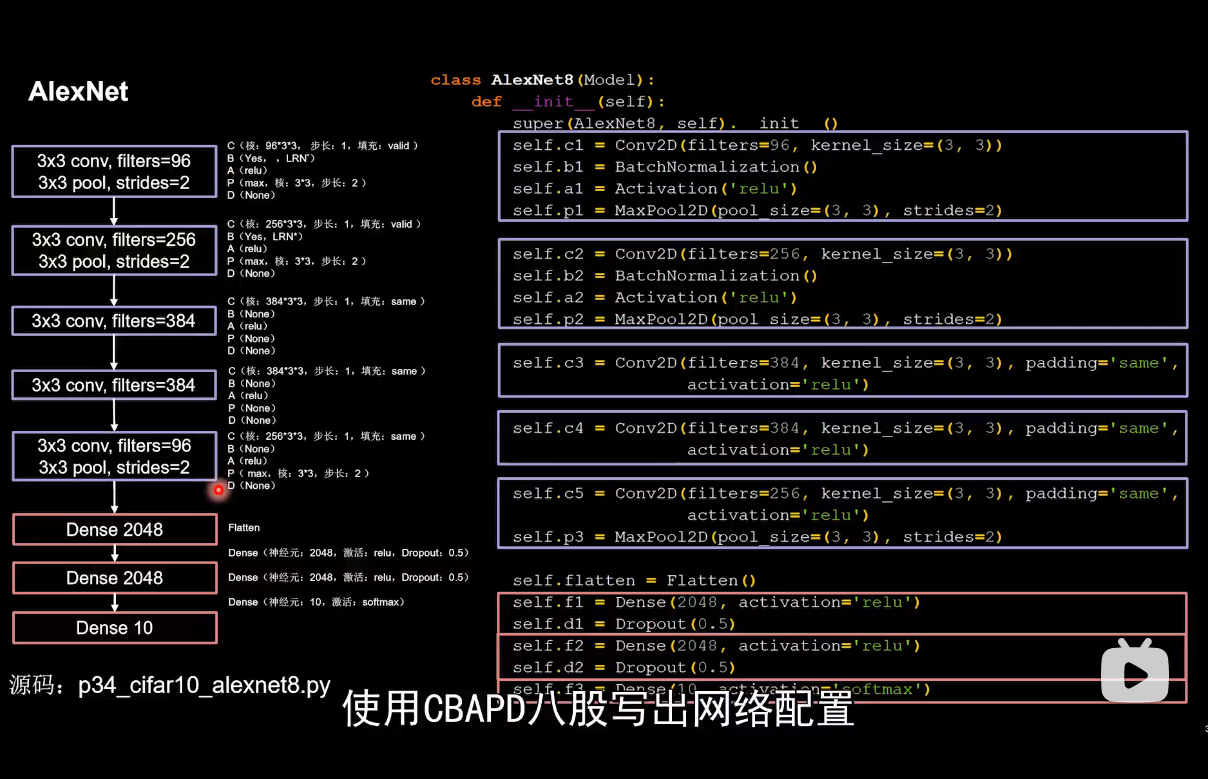 AlexNet
3x3 conv, filters=96
3x3 pool, strides=2
C（核：96*3*3，步长：1，填充：valid ）
B（Yes，，LRN*）
A（relu）
P（max，核：3*3，步长：2 ）
D（None）
3x3 conv, filters=256
3x3 pool, strides=2
C（核：256*3*3，步长：1，填充：valid ）
B（Yes，LRN*）
A（relu）
P（max，核：3*3，步长：2 ）
D（None）
3x3 conv, filters=384
C（核：384*3*3，步长：1，填充：same ）
B（None）
A（relu）
P（None）
D（None）
3x3 conv, filters=384
C（核：384*3*3，步长：1，填充：same ）
B（None）
A（relu）
P（None）
D（None）
3x3 conv, filters=96
3x3 pool, strides=2
C（核：256*3*3，步长：1，填充：same ）
B（None）
A（relu）
P（ max，核：3*3，步长：2 ）
D（None）
Dense 2048
Flatten
Dense（神经元：2048，激活：relu，Dropout：0.5）
Dense 2048
Dense（神经元：2048，激活：relu，Dropout：0.5）
Dense（神经元：10，激活：softmax）
Dense 10
源码：p34_cifar10_alexnet8.py
class AlexNet8(Model):
def __init__(self):
super(AlexNet8, self).__init__()
self.c1 = Conv2D(filters=96, kernel_size=(3, 3))
self.b1 = BatchNormalization()
self.a1 = Activation('relu')
self.p1 = MaxPool2D(pool_size=(3, 3), strides=2)
self.c2 = Conv2D(filters=256, kernel_size=(3, 3))
self.b2 = BatchNormalization()
self.a2 = Activation('relu')
self.p2 = MaxPool2D(pool_size=(3, 3), strides=2)
self.c3 = Conv2D(filters=384, kernel_size=(3, 3), padding='same',
activation='relu')
self.c4 = Conv2D(filters=384, kernel_size=(3, 3), padding='same',
activation='relu')
self.c5 = Conv2D(filters=256, kernel_size=(3, 3), padding='same',
activation='relu')
self.p3 = MaxPool2D(pool_size=(3, 3), strides=2)
self.flatten = Flatten()
self.f1 = Dense(2048, activation='relu')
self.d1 = Dropout(0.5)
self.f2 = Dense(2048, activation='relu')
self.d2 = Dropout(0.5)
self.f3 = Dense(10, activation='softmax')
使用CBAPD八股写出网络配置